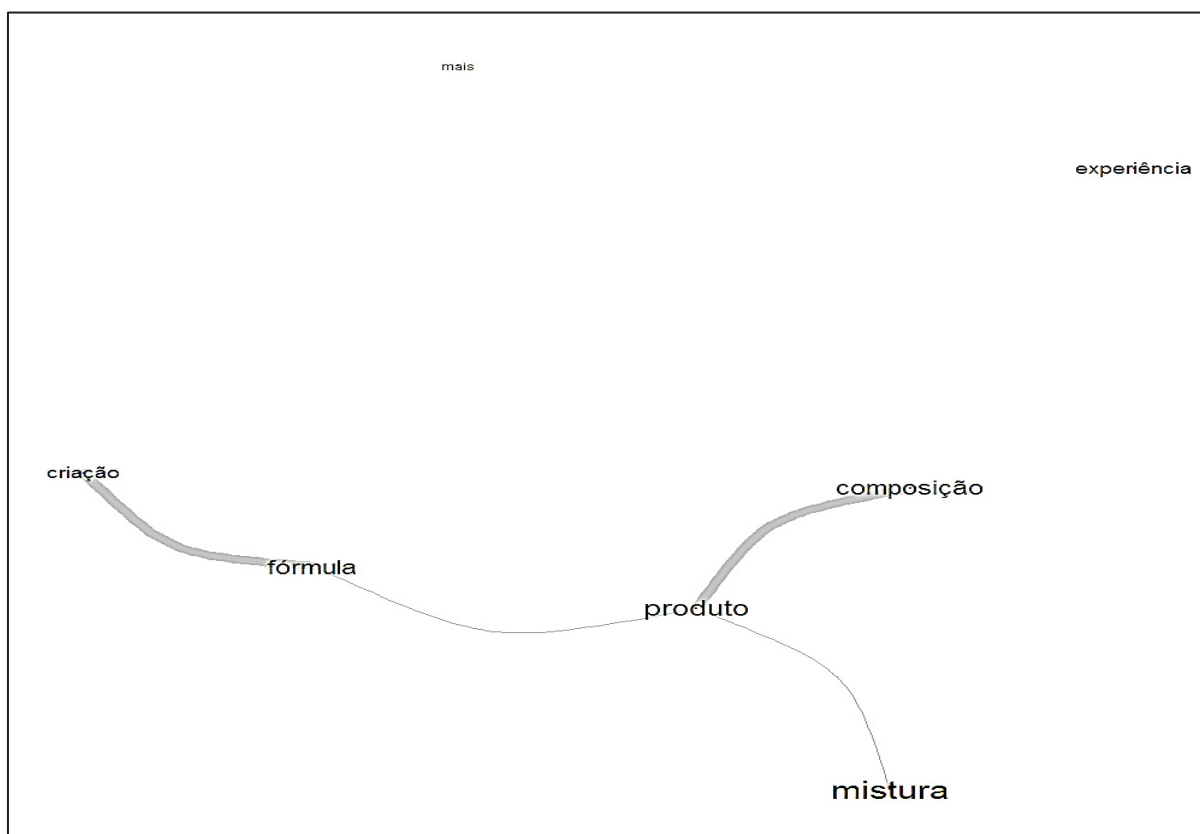 mais
experiência
criação
composição
fórmula
produto
mistura